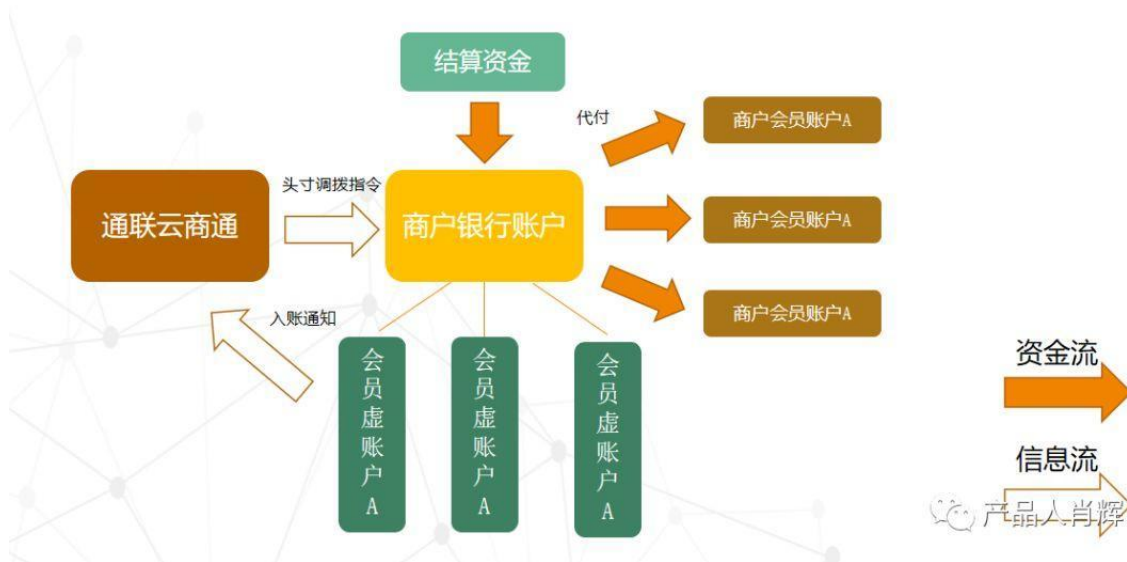 结算资金
代付
商户会员账户A
头寸调拨指令
通联云商通
商户银行账户
商户会员账户A
商户会员账户A
入账通知
会员虚账户A
会员虚账户A
会员虚账户A
资金流
信息流
产品人肖辉